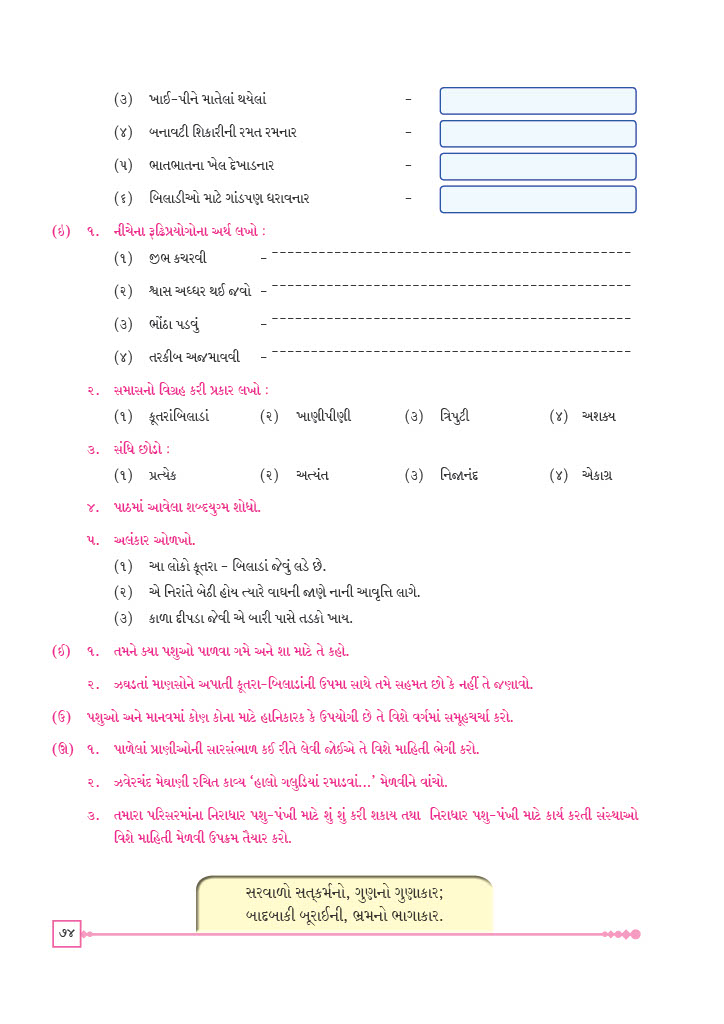 (૩) ખાઈ-પીને માતેલાં થયેલાં –
(૪) બનાવટી શિકારીની રમત રમનાર –
(૫) ભાતભાતના ખેલ દેખાડનાર –
(૬) બિલાડીઓ માટે ગાંડપણ ધરાવનાર –
(ઇ) ૧. નીચેના રૂઢિપ્રયોગોના અર્થ લખો :
(૧) જીભ કચરવી –
(૨) શ્વાસ અધ્ધર થઈ જવો –
(૩) ભોંઠા પડવું –
(૪) તરકીબ અજમાવવી –
૨. સમાસનો વિગ્રહ કરી પ્રકાર લખો :
(૧) કૂતરાંબિલાડાં (૨) ખાણીપીણી (૩) ત્રિપુટી (૪) અશક્ય
૩. સંધિ છોડો :
(૧) પ્રત્યેક (૨) અત્યંત (૩) નિજાનંદ (૪) એકાગ્ર
૪. પાઠમાં આવેલા શબ્દયુગ્મ શોધો.
૫. અલંકાર ઓળખો.
(૧) આ લોકો કૂતરા - બિલાડાં જેવું લડે છે.
(૨) એ નિરાંતે બેઠી હોય ત્યારે વાઘની જાણે નાની આવૃત્તિ લાગે.
(૩) કાળા દીપડા જેવી એ બારી પાસે તડકો ખાય.
(ઈ) ૧. તમને ક્યા પશુઓ પાળવા ગમે અને શા માટે તે કહો.
૨. ઝઘડતાં માણસોને અપાતી કૂતરા-બિલાડાંની ઉપમા સાથે તમે સહમત છો કે નહીં તે જણાવો.
(ઉ) પશુઓ અને માનવમાં કોણ કોના માટે હાનિકારક કે ઉપયોગી છે તે વિશે વર્ગમાં સમૂહચર્ચા કરો.
(ઊ) ૧. પાળેલાં પ્રાણીઓની સારસંભાળ કઈ રીતે લેવી જોઈએ તે વિશે માહિતી ભેગી કરો.
૨. ઝવેરચંદ મેઘાણી રચિત કાવ્ય ‘હાલો ગલુડિયાં રમાડવાં...’ મેળવીને વાંચો.
૩. તમારા પરિસરમાંના નિરાધાર પશુ-પંખી માટે શું શું કરી શકાય તથા નિરાધાર પશુ-પંખી માટે કાર્ય કરતી સંસ્થાઓ
વિશે માહિતી મેળવી ઉપક્રમ તૈયાર કરો.
સરવાળો સત્‌કર્મનો, ગુણનો ગુણાકાર;
બાદબાકી બૂરાઈની, ભ્રમનો ભાગાકાર.
૭૪